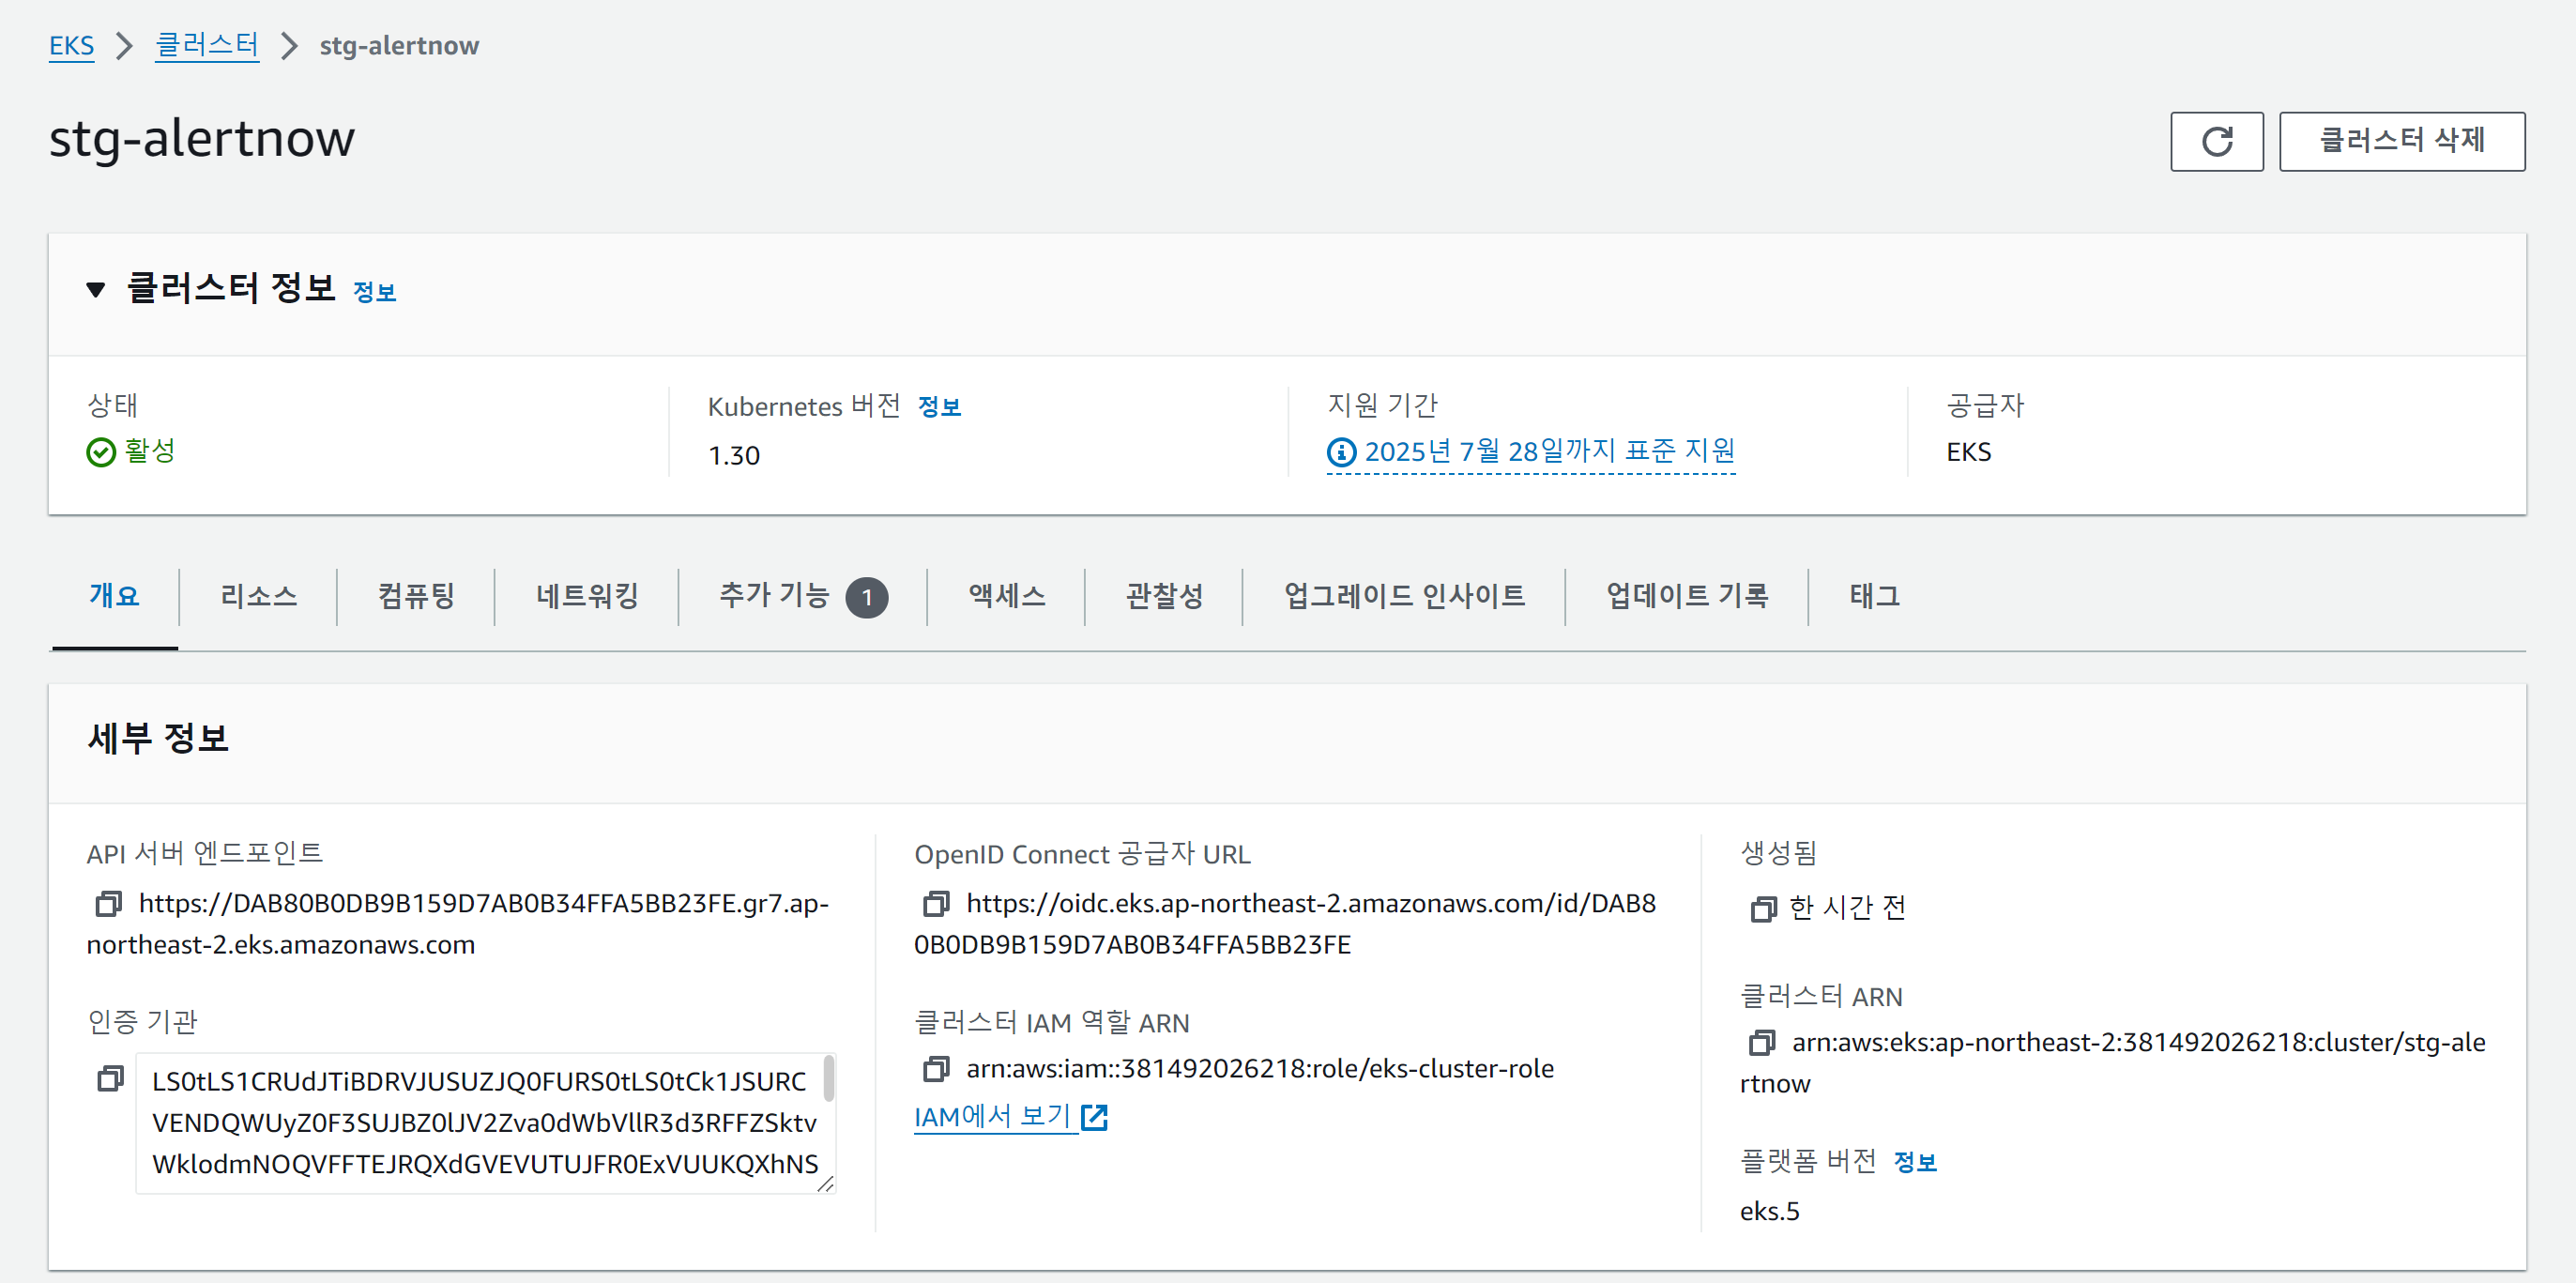 EKS > 클러스터 > stg-alertnow
stg-alertnow
클러스터 삭제
클러스터 정보 정보
상태
활성
Kubernetes 버전 정보
1.30
지원 기간
2025년 7월 28일까지 표준 지원
공급자
EKS
개요 리소스 컴퓨팅 네트워킹 추가 기능 1 액세스 관찰성 업그레이드 인사이트 업데이트 기록 태그
세부 정보
API 서버 엔드포인트
https://DAB80B0DB9B159D7AB0B34FFA5BB23FE.gr7.ap-
northeast-2.eks.amazonaws.com
인증 기관
LS0tLS1CRUdJTiBDRVJUSUZJQ0FURS0tLS0tCk1JSURC
VENDQWUyZ0F3SUJBZ0lJV2Zva0dWbVllR3d3RFFZSktv
WklodmNOQVFFTEJRQXdGVEVUTUJFR0ExVUUKQXhNS
OpenID Connect 공급자 URL
https://oidc.eks.ap-northeast-2.amazonaws.com/id/DAB8
0B0DB9B159D7AB0B34FFA5BB23FE
클러스터 IAM 역할 ARN
arn:aws:iam::381492026218:role/eks-cluster-role
IAM에서 보기
생성됨
한 시간 전
클러스터 ARN
arn:aws:eks:ap-northeast-2:381492026218:cluster/stg-ale
rtnow
플랫폼 버전 정보
eks.5